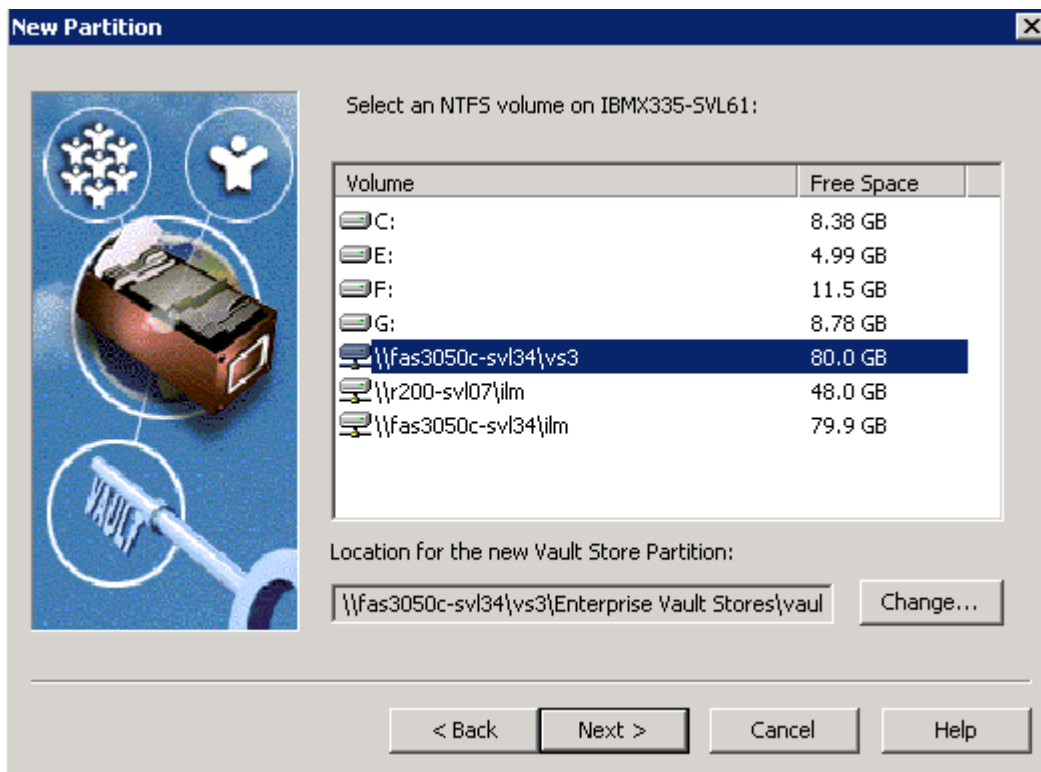 New Partition
Select an NTFS volume on IBMX335-SVL61:
Volume Free Space
C: 8.38 GB
E: 4.99 GB
F: 11.5 GB
G: 8.78 GB
\\fas3050c-svl34\vs3 80.0 GB
\\r200-svl07\ilm 48.0 GB
\\fas3050c-svl34\ilm 79.9 GB
VAULT
Location for the new Vault Store Partition:
\\fas3050c-svl34\vs3\Enterprise Vault Stores\vaul Change...
< Back Next > Cancel Help